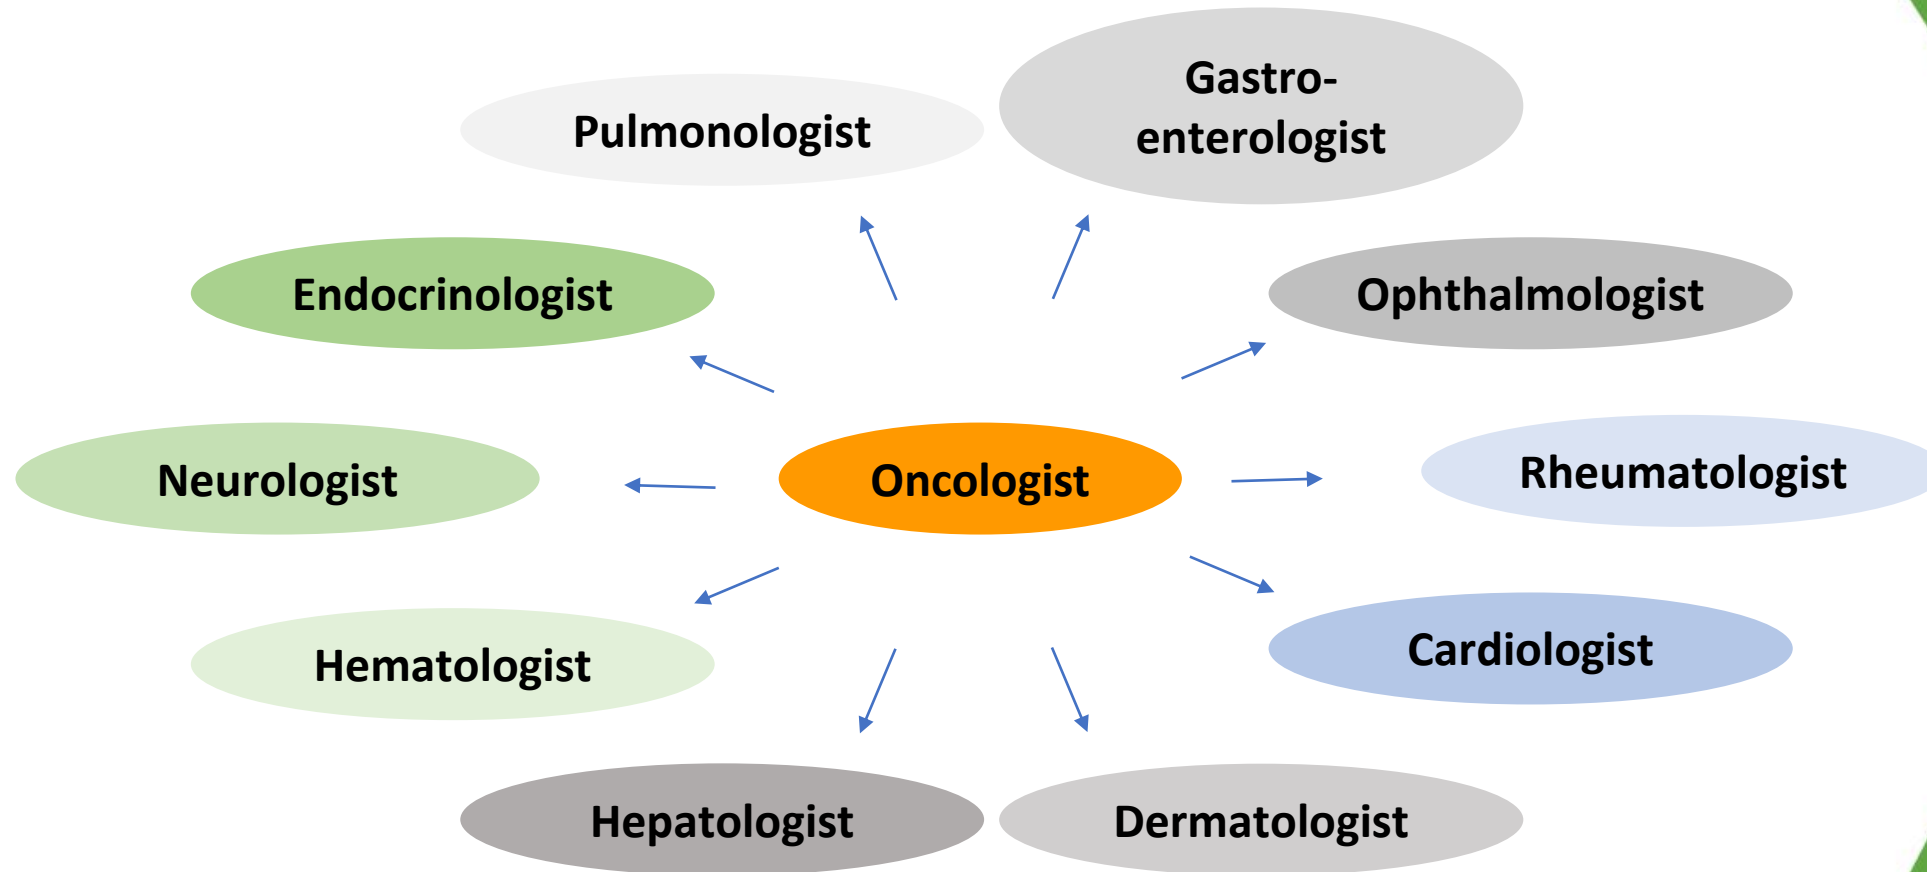 Gastro-
enterologist
Pulmonologist
Endocrinologist
Ophthalmologist
Neurologist
Oncologist
Rheumatologist
Hematologist
Cardiologist
Hepatologist
Dermatologist